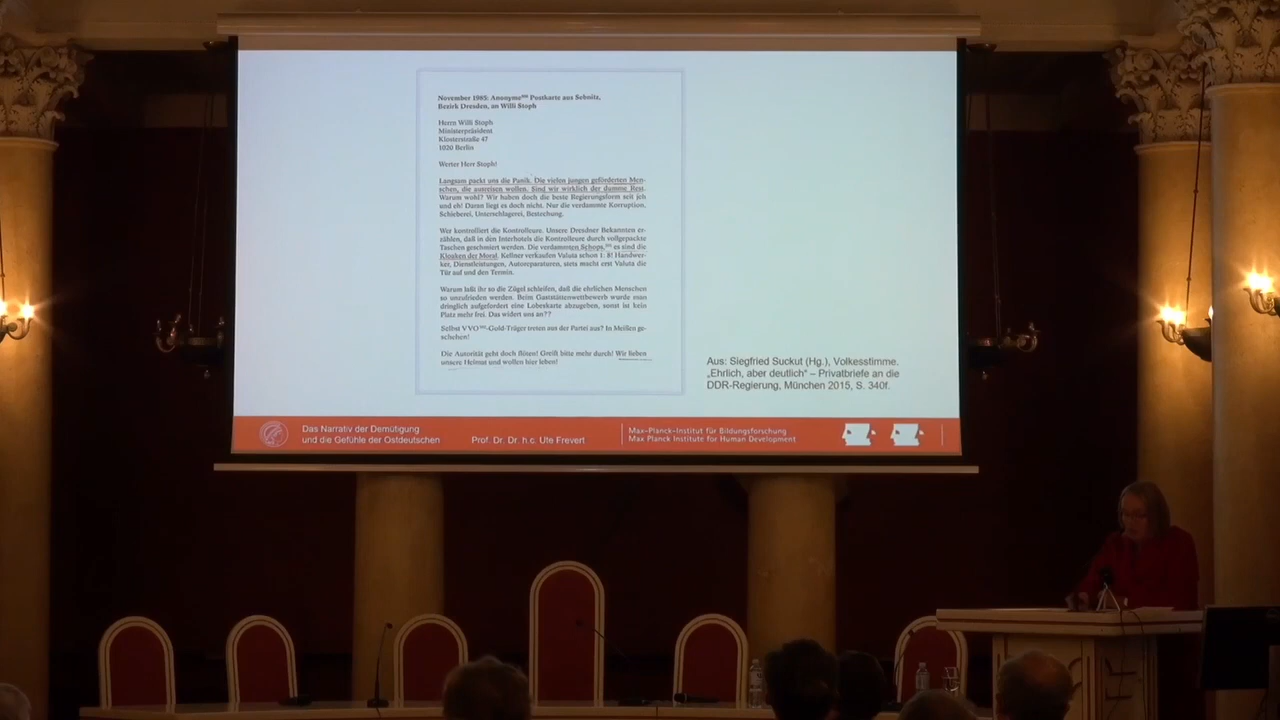 November 1985: Anonyme Postkarte aus Sebnitz,
Bezirk Dresden, an Willi Stoph
Herrn Willi Stoph
Ministerpräsident
Klosterstraße 47
1020 Berlin
Werter Herr Stoph!
Langsam packt uns die Panik. Die vielen jungen geförderten Men-
schen, die ausreisen wollen. Sind wir wirklich der dumme Rest.
Warum wohl? Wir haben doch die beste Regierungsform seit jeh
und eh! Daran liegt es doch nicht. Nur die verdammte Korruption,
Schieberei, Unterschlagerei, Bestechung.
Wer kontrolliert die Kontrolleure. Unsere Dresdner Bekannten er-
zählen, daß in den Interhotels die Kontrolleure durch vollgepackte
Taschen geschmiert werden. Die verdammten Schops, es sind die
Kloaken der Moral. Kellner verkaufen Valuta schon 1: 8! Handwer-
ker, Dienstleistungen, Autoreparaturen, stets macht erst Valuta die
Tür auf und den Termin.
Warum laßt ihr so die Zügel schleifen, daß die ehrlichen Menschen
so unzufrieden werden. Beim Gaststättenwettbewerb wurde man
dringlich aufgefordert eine Lobeskarte abzugeben, sonst ist kein
Platz mehr frei. Das widert uns an??
Selbst VVO-Gold-Träger treten aus der Partei aus? In Meißen ge-
schehen!
Die Autorität geht doch flöten! Greift bitte mehr durch! Wir lieben
unsere Heimat und wollen hier leben!
Aus: Siegfried Suckut (Hg.), Volkesstimme.
„Ehrlich, aber deutlich“ – Privatbriefe an die
DDR-Regierung, München 2015, S. 340f.
Das Narrativ der Demütigung
und die Gefühle der Ostdeutschen
Prof. Dr. Dr. h.c. Ute Frevert
Max-Planck-Institut für Bildungsforschung
Max Planck Institute for Human Development